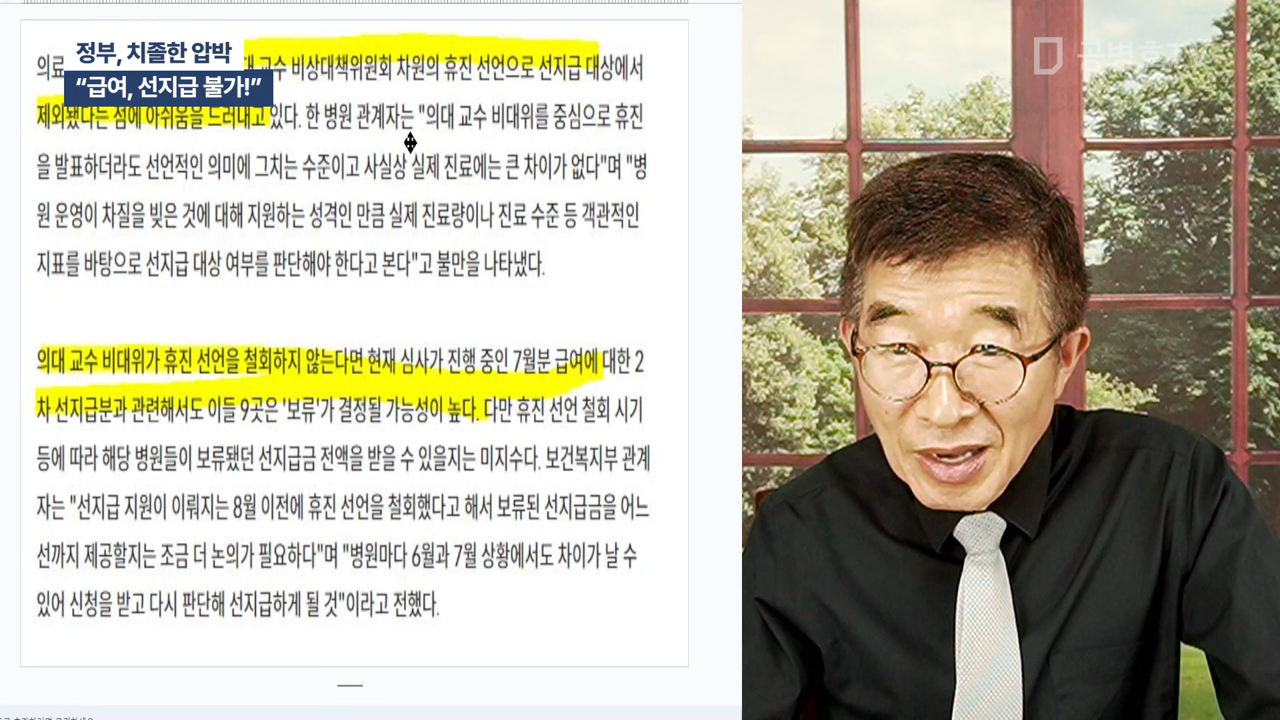 정부, 치졸한 압박
“급여, 선지급 불가!”
의료 교수 비상대책위원회 차원의 휴진 선언으로 선지급 대상에서
제외됐다는 점에 아쉬움을 드러내고 있다. 한 병원 관계자는 "의대 교수 비대위를 중심으로 휴진
을 발표하더라도 선언적인 의미에 그치는 수준이고 사실상 실제 진료에는 큰 차이가 없다"며 "병
원 운영이 차질을 빚은 것에 대해 지원하는 성격인 만큼 실제 진료량이나 진료 수준 등 객관적인
지표를 바탕으로 선지급 대상 여부를 판단해야 한다고 본다"고 불만을 나타냈다.
의대 교수 비대위가 휴진 선언을 철회하지 않는다면 현재 심사가 진행 중인 7월분 급여에 대한 2
차 선지급분과 관련해서도 이들 9곳은 '보류'가 결정될 가능성이 높다. 다만 휴진 선언 철회 시기
등에 따라 해당 병원들이 보류됐던 선지급금 전액을 받을 수 있을지는 미지수다. 보건복지부 관계
자는 "선지급 지원이 이뤄지는 8월 이전에 휴진 선언을 철회했다고 해서 보류된 선지급금을 어느
선까지 제공할지는 조금 더 논의가 필요하다"며 "병원마다 6월과 7월 상황에서도 차이가 날 수
있어 신청을 받고 다시 판단해 선지급하게 될 것"이라고 전했다.